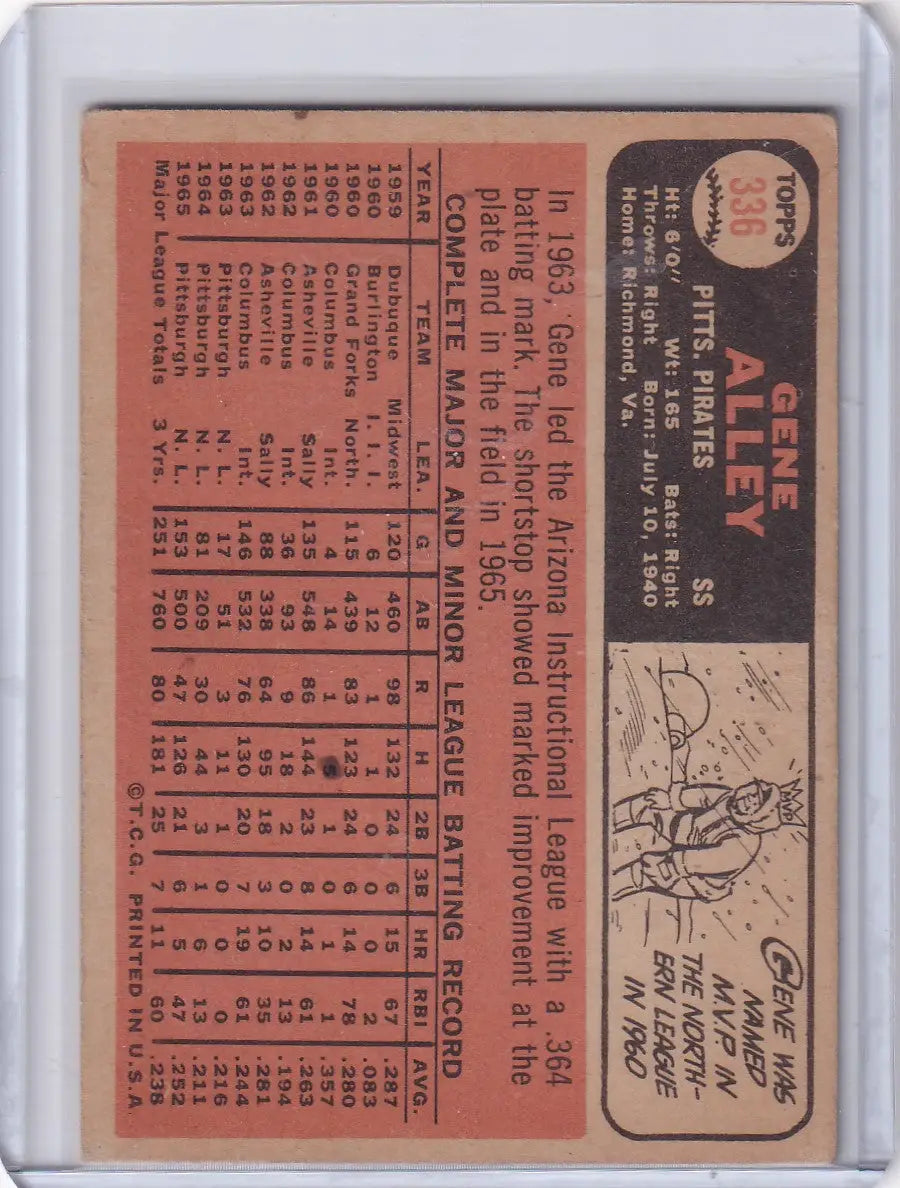 TOPPS
336
GENE
ALLEY
PITTS. PIRATES SS
Ht: 6'0" Wt: 165 Bats: Right
Throws: Right Born: July 10, 1940
Home: Richmond, Va.
MVP
GENE WAS
NAMED
M.V.P IN
THE NORTH-
ERN LEAGUE
IN 1960
In 1963, Gene led the Arizona Instructional League with a .364
batting mark. The shortstop showed marked improvement at the
plate and in the field in 1965.
COMPLETE MAJOR AND MINOR LEAGUE BATTING RECORD
YEAR TEAM LEA. G AB R H 2B 3B HR RBI AVG.
1959 Dubuque Midwest 120 460 98 132 24 6 15 67 .287
1960 Burlington I. I. I. 6 12 1 1 0 0 0 2 .083
1960 Grand Forks North. 115 439 83 123 24 6 14 78 .280
1960 Columbus Int. 4 14 1 5 1 0 1 1 .357
1961 Asheville Sally 135 548 86 144 23 8 14 61 .263
1962 Columbus Int. 36 93 9 18 2 0 2 13 .194
1962 Asheville Sally 88 338 64 95 18 3 10 35 .281
1963 Columbus Int. 146 532 76 130 20 7 19 61 .244
1963 Pittsburgh N. L. 17 51 3 11 1 0 0 0 .216
1964 Pittsburgh N. L. 81 209 30 44 3 1 6 13 .211
1965 Pittsburgh N. L. 153 500 47 126 21 6 5 47 .252
Major League Totals 3 Yrs. 251 760 80 181 25 7 11 60 .238
©T.C.G. PRINTED IN U.S.A.